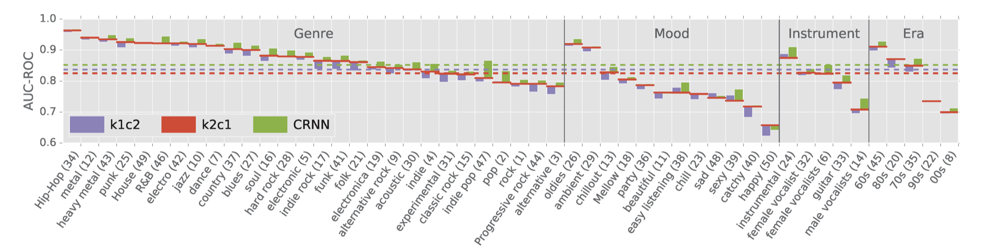 AUC-ROC
1.0
0.9
0.8
0.7
0.6
Genre
Mood
Instrument
Era
k1c2
k2c1
CRNN
Hip-Hop (34)
metal (12)
heavy metal (43)
punk (25)
House (49)
R&B (46)
electro (42)
jazz (10)
dance (7)
country (37)
blues (27)
soul (16)
hard rock (28)
electronic (5)
indie rock (17)
funk (41)
folk (21)
electronica (19)
alternative rock (9)
acoustic (30)
indie (4)
experimental (31)
classic rock (15)
indie pop (47)
pop (2)
rock (1)
Progressive rock (44)
alternative (3)
oldies (26)
ambient (29)
chillout (13)
Mellow (18)
party (36)
beautiful (11)
easy listening (38)
chill (23)
sad (48)
sexy (39)
catchy (40)
happy (50)
instrumental (24)
female vocalist (32)
female vocalists (6)
guitar (33)
male vocalists (14)
60s (45)
80s (20)
70s (35)
90s (22)
00s (8)